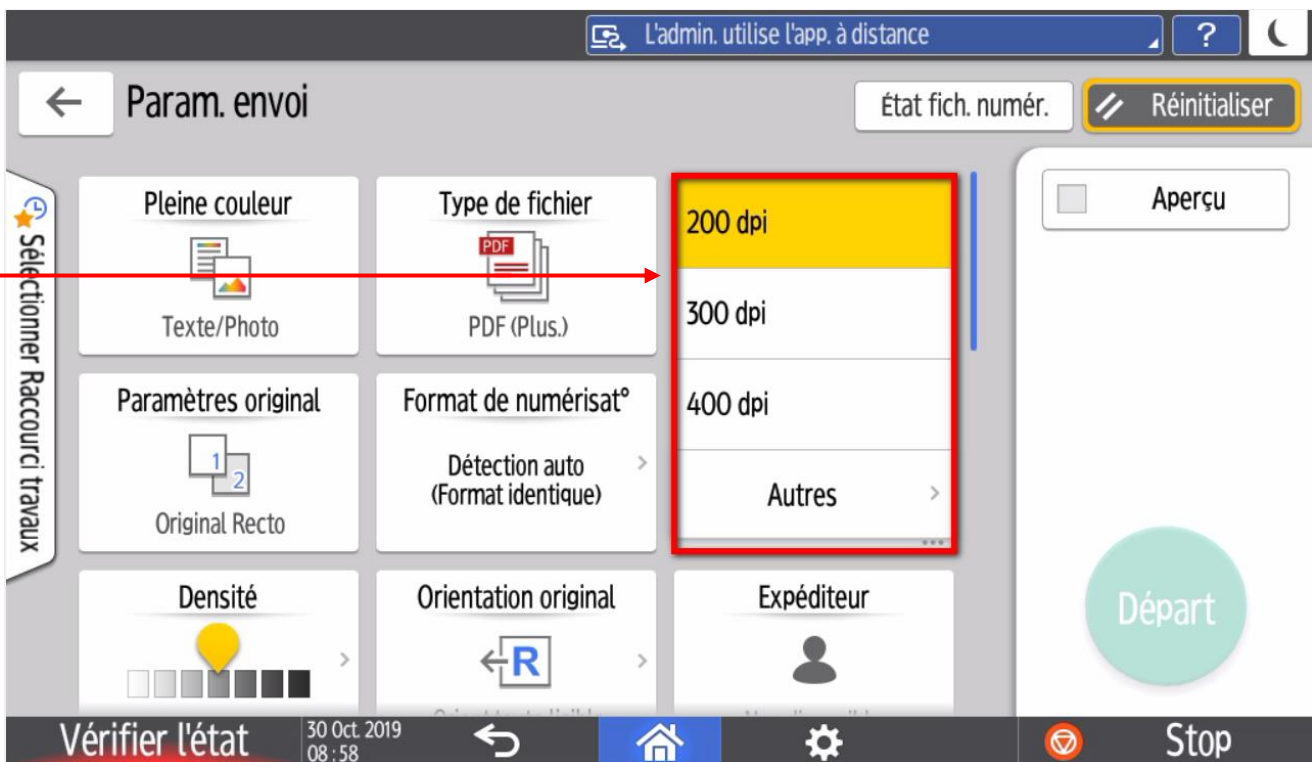 L'admin. utilise l'app. à distance
?
Param. envoi
État fich. numér.
Réinitialiser
Sélectionner Raccourci travaux
Pleine couleur
Texte/Photo
Type de fichier
PDF
PDF (Plus.)
200 dpi
300 dpi
400 dpi
Autres
Aperçu
Paramètres original
1
2
Original Recto
Format de numérisat°
Détection auto
(Format identique)
Densité
Orientation original
R
Expéditeur
Départ
Vérifier l'état
30 Oct. 2019
08 : 58
Stop